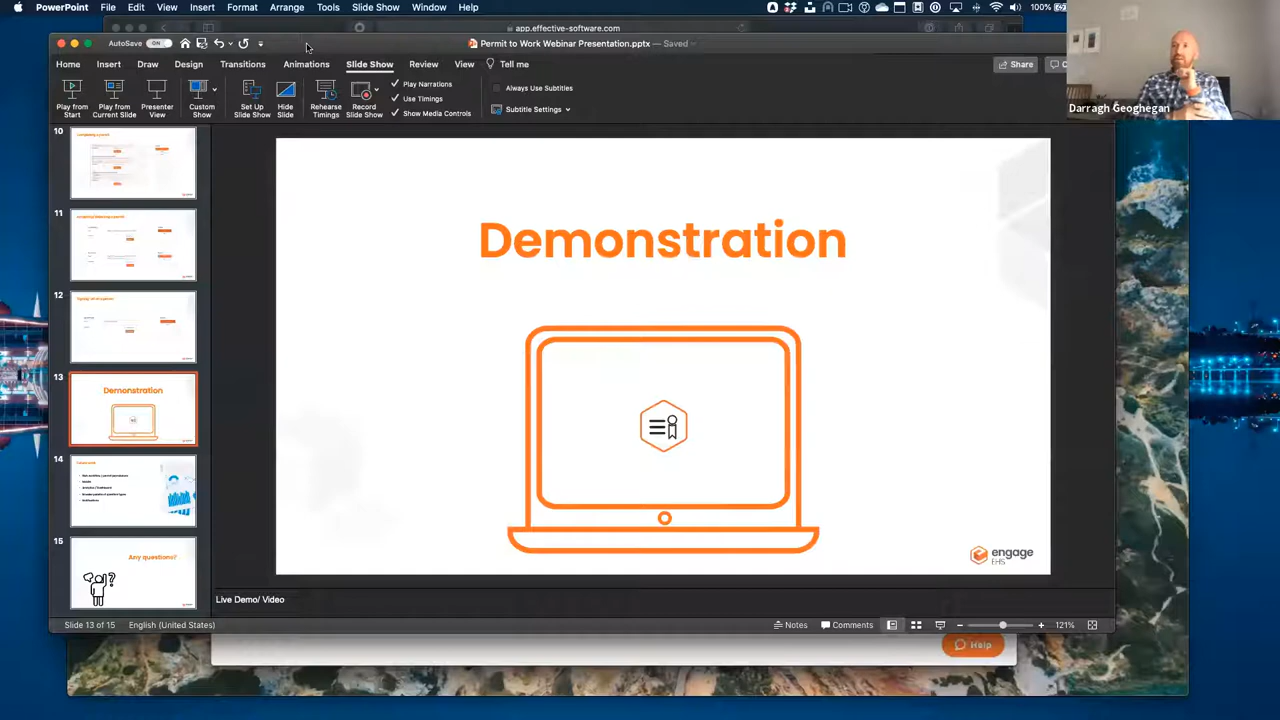 PowerPoint File Edit View Insert Format Arrange Tools Slide Show Window Help 100%
app.effective-software.com
AutoSave ON Permit to Work Webinar Presentation.pptx — Saved
Home Insert Draw Design Transitions Animations Slide Show Review View Tell me Share
Play from Start
Play from Current Slide
Presenter View
Custom Show
Set Up Slide Show
Hide Slide
Rehearse Timings
Record Slide Show
Play Narrations
Use Timings
Show Media Controls
Always Use Subtitles
Subtitle Settings
Darragh Geoghegan
10
11
12
13
Demonstration
14
15
Any questions?
Demonstration
engage
EHS
Live Demo/ Video
Slide 13 of 15 English (United States) Notes Comments 121%
Help